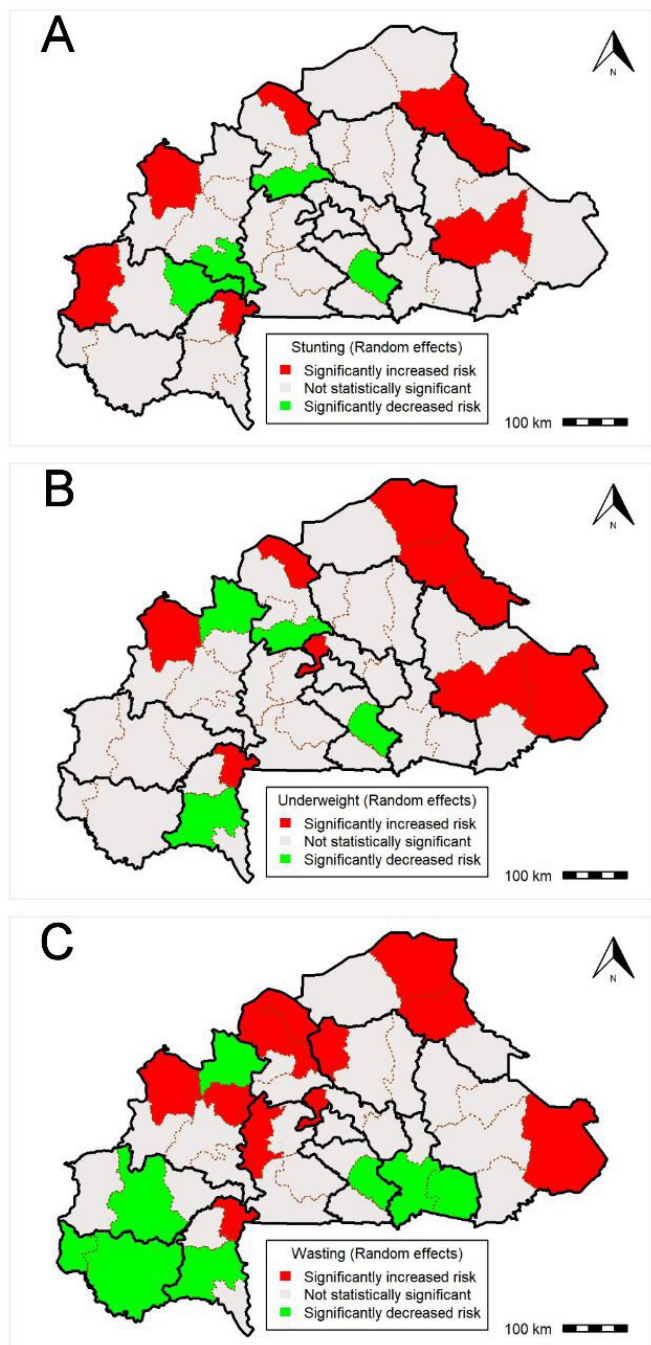 A
N
Stunting (Random effects)
Significantly increased risk
Not statistically significant
Significantly decreased risk
100 km
B
N
Underweight (Random effects)
Significantly increased risk
Not statistically significant
Significantly decreased risk
100 km
C
N
Wasting (Random effects)
Significantly increased risk
Not statistically significant
Significantly decreased risk
100 km